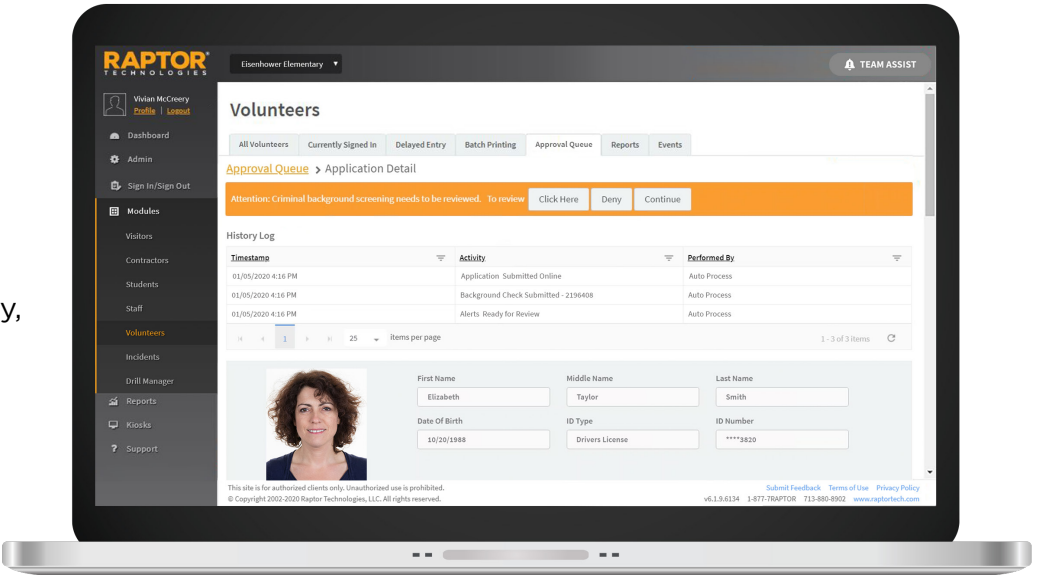 y,
RAPTOR
TECHNOLOGIES
Eisenhower Elementary
TEAM ASSIST
Vivian McCreery
Profile | Logout
Dashboard
Admin
Sign In/Sign Out
Modules
Visitors
Contractors
Students
Staff
Volunteers
Incidents
Drill Manager
Reports
Kiosks
? Support
Volunteers
All Volunteers Currently Signed In Delayed Entry Batch Printing Approval Queue Reports Events
Approval Queue > Application Detail
Attention: Criminal background screening needs to be reviewed. To review Click Here Deny Continue
History Log
Timestamp Activity Performed By
01/05/2020 4:16 PM Application Submitted Online Auto Process
01/05/2020 4:16 PM Background Check Submitted - 2196408 Auto Process
01/05/2020 4:16 PM Alerts Ready for Review Auto Process
1 25 items per page 1 - 3 of 3 items
First Name Middle Name Last Name
Elizabeth Taylor Smith
Date Of Birth ID Type ID Number
10/20/1988 Drivers License ****3820
This site is for authorized clients only. Unauthorized use is prohibited. Submit Feedback Terms of Use Privacy Policy
© Copyright 2002-2020 Raptor Technologies, LLC. All rights reserved. v6.1.9.6134 1-877-7RAPTOR 713-880-8902 www.raptortech.com